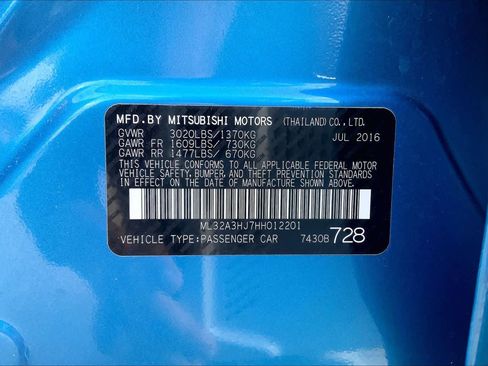 MFD.BY MITSUBISHI MOTORS (THAILAND) CO., LTD.
GVWR 3020LBS/1370KG JUL 2016
GAWR FR 1609LBS/ 730KG
GAWR RR 1477LBS/ 670KG
THIS VEHICLE CONFORMS TO ALL APPLICABLE FEDERAL MOTOR
VEHICLE SAFETY, BUMPER, AND THEFT PREVENTION STANDARDS
IN EFFECT ON THE DATE OF MANUFACTURE SHOWN ABOVE.
ML32A3HJ7HH012201
VEHICLE TYPE:PASSENGER CAR 7430B 728